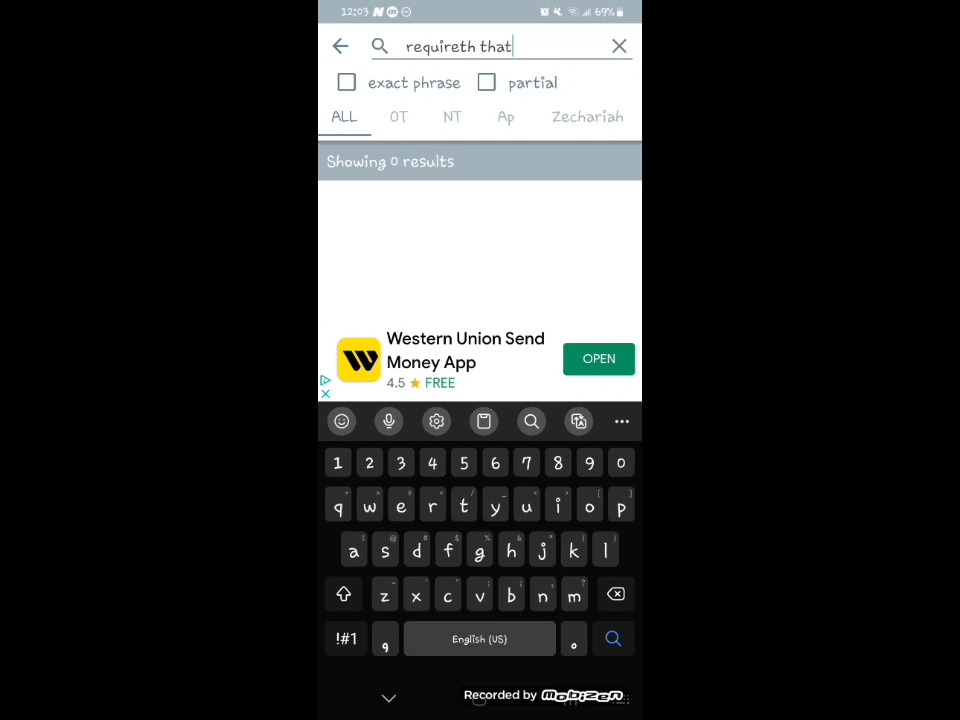 12:03 69%
requireth that
exact phrase partial
ALL OT NT Ap Zechariah
Showing 0 results
Western Union Send
Money App
4.5 ★ FREE
OPEN
1 2 3 4 5 6 7 8 9 0
q w e r t y u i o p
a s d f g h j k l
z x c v b n m
!#1 , English (US) .
Recorded by mobizen